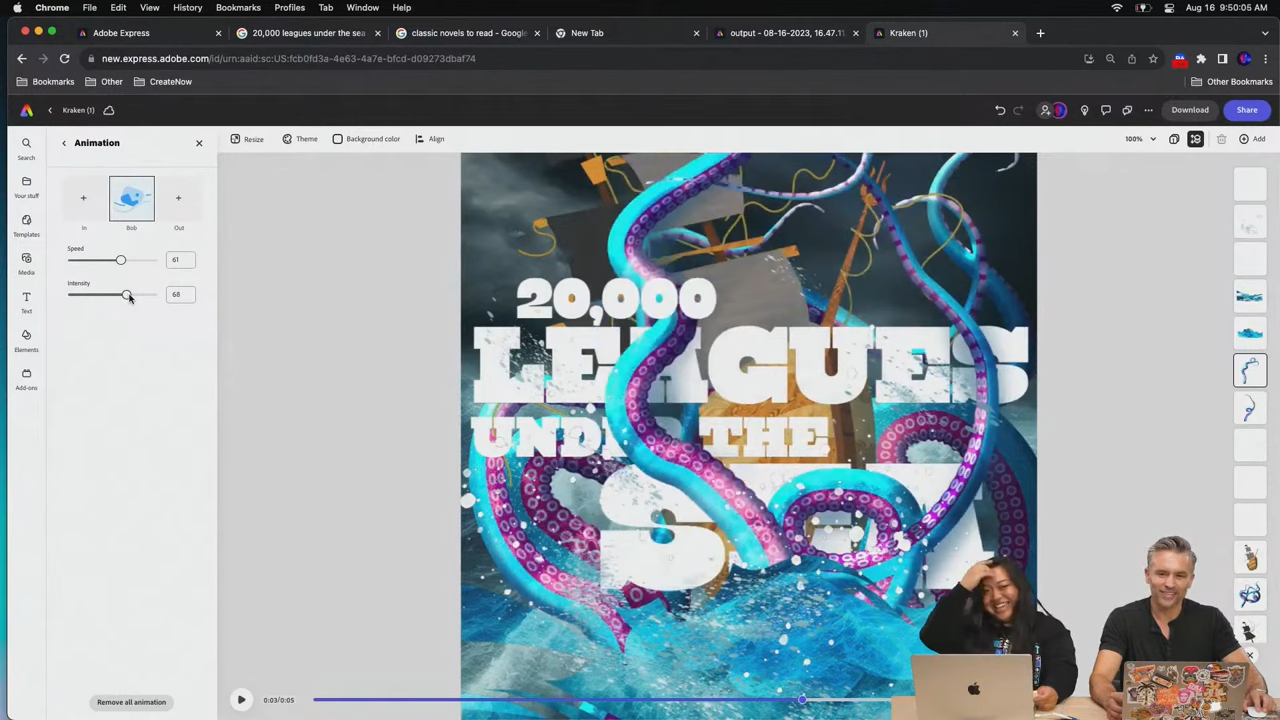 Chrome File Edit View History Bookmarks Profiles Tab Window Help Aug 16 9:50:05 AM
Adobe Express 20,000 leagues under the sea classic novels to read - Google New Tab output - 08-16-2023, 16.47.11 Kraken (1)
new.express.adobe.com/id/urn:aaid:sc:US:fcb0fd3a-4e63-4a7e-bfcd-d09273dbaf74
Bookmarks Other CreateNow Other Bookmarks
Kraken (1) Download Share
Search
Your stuff
Templates
Media
Text
Elements
Add-ons
Animation
In Bob Out
Speed
61
Intensity
68
Remove all animation
Resize Theme Background color Align 100% Add
20,000
LEAGUES
UNDER THE
SEA
0:03/0:05